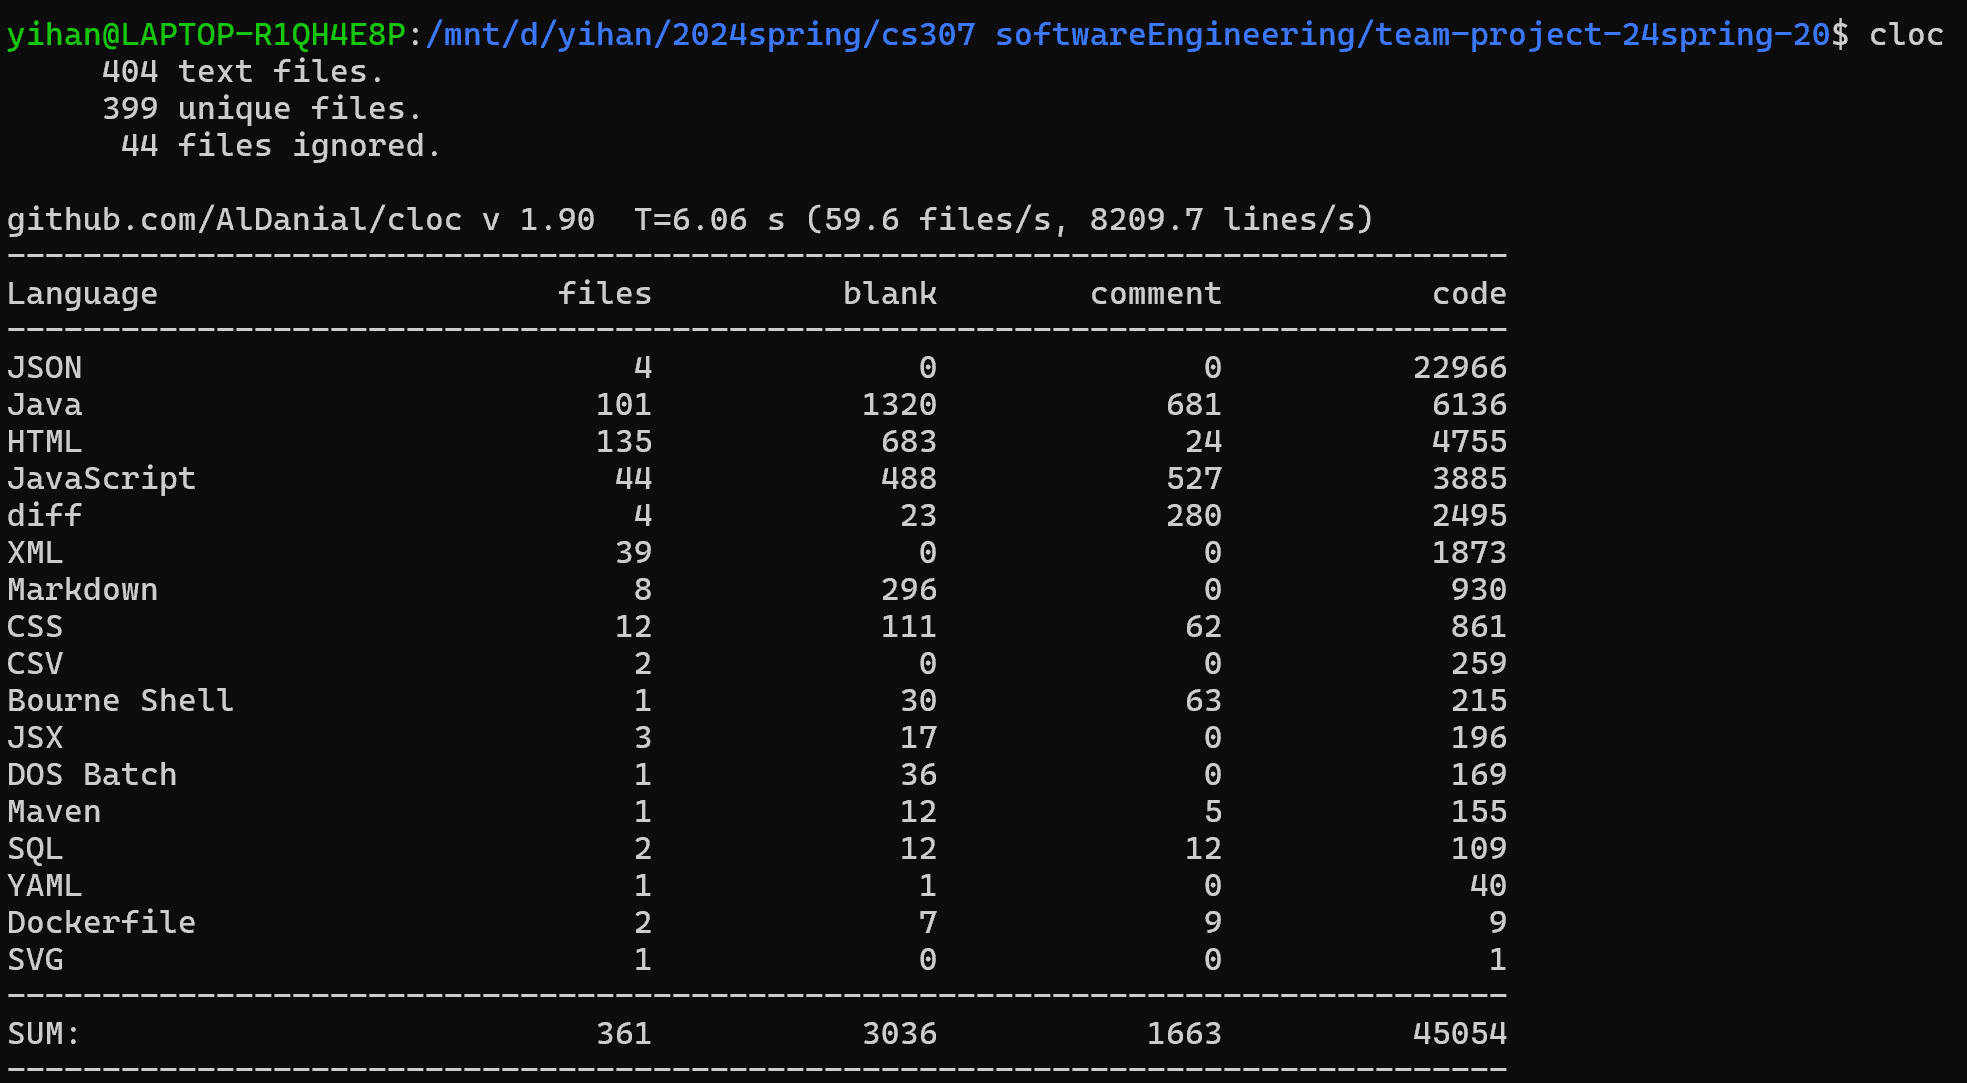 yihan@LAPTOP-R1QH4E8P:/mnt/d/yihan/2024spring/cs307 softwareEngineering/team-project-24spring-20$ cloc
404 text files.
399 unique files.
44 files ignored.
github.com/AlDanial/cloc v 1.90  T=6.06 s (59.6 files/s, 8209.7 lines/s)
-------------------------------------------------------------------------------
Language                     files          blank        comment           code
-------------------------------------------------------------------------------
JSON                             4              0              0          22966
Java                           101           1320            681           6136
HTML                           135            683             24           4755
JavaScript                      44            488            527           3885
diff                             4             23            280           2495
XML                             39              0              0           1873
Markdown                         8            296              0            930
CSS                             12            111             62            861
CSV                              2              0              0            259
Bourne Shell                     1             30             63            215
JSX                              3             17              0            196
DOS Batch                        1             36              0            169
Maven                            1             12              5            155
SQL                              2             12             12            109
YAML                             1              1              0             40
Dockerfile                       2              7              9              9
SVG                              1              0              0              1
-------------------------------------------------------------------------------
SUM:                           361           3036           1663          45054
-------------------------------------------------------------------------------